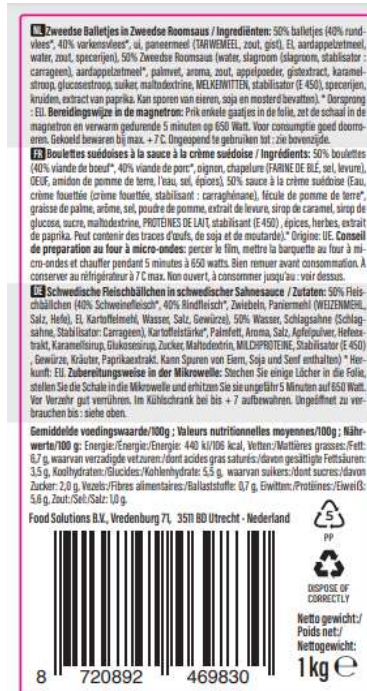 NL Zweedse Balletjes in Zweedse Roomsaus / Ingrediënten: 50% balletjes (40% rund-
vlees*, 40% varkensvlees*, ui, paneermeel (TARWEMEEL, zout, gist), EI, aardappelzetmeel,
water, zout, specerijen), 50% Zweedse Roomsaus (water, slagroom (slagroom, stabilisator :
carrageen), aardappelzetmeel*, palmvet, aroma, zout, appelpoeder, gistextract, karamel-
stroop, glucosestroop, suiker, maltodextrine, MELKEIWITTEN, stabilisator (E 450), specerijen,
kruiden, extract van paprika. Kan sporen van eieren, soja en mosterd bevatten). * Oorsprong
: EU. Bereidingswijze in de magnetron: Prik enkele gaatjes in de folie, zet de schaal in de
magnetron en verwarm gedurende 5 minuten op 650 Watt. Voor consumptie goed doorro-
eren. Gekoeld bewaren bij max. + 7 C. Ongeopend te gebruiken tot : zie bovenzijde.
FR Boulettes suédoises à la sauce à la crème suédoise / Ingrédients: 50% boulettes
(40% viande de boeuf*, 40% viande de porc*, oignon, chapelure (FARINE DE BLÉ, sel, levure),
OEUF, amidon de pomme de terre, l'eau, sel, épices), 50% sauce à la crème suédoise (Eau,
crème fouettée (crème fouettée, stabilisant : carraghénane), fécule de pomme de terre*,
graisse de palme, arôme, sel, poudre de pomme, extrait de levure, sirop de caramel, sirop de
glucose, sucre, maltodextrine, PROTÉINES DE LAIT, stabilisant (E 450) , épices, herbes, extrait
de paprika. Peut contenir des traces d'œufs, de soja et de moutarde).* Origine: UE. Conseil
de préparation au four à micro-ondes: percer le film, mettre la barquette au four à mi-
cro-ondes et chauffer pendant 5 minutes à 650 watts. Bien remuer avant consommation. À
conserver au réfrigérateur à 7 C max. Non ouvert, à consommer jusqu'au : voir dessus.
DE Schwedische Fleischbällchen in schwedischer Sahnesauce / Zutaten: 50% Fleis-
chbällchen (40% Schweinefleisch*, 40% Rindfleisch*, Zwiebeln, Paniermehl (WEIZENMEHL,
Salz, Hefe), EI, Kartoffelmehl, Wasser, Salz, Gewürze), 50% Wasser, Schlagsahne (Schlag-
sahne, Stabilisator: Carrageen), Kartoffelstärke*, Palmfett, Aroma, Salz, Apfelpulver, Hefeex-
trakt, Karamellsirup, Glukosesirup, Zucker, Maltodextrin, MILCHPROTEINE, Stabilisator (E 450)
, Gewürze, Kräuter, Paprikaextrakt. Kann Spuren von Eiern, Soja und Senf enthalten) * Her-
kunft: EU. Zubereitungsweise in der Mikrowelle: Stechen Sie einige Löcher in die Folie,
stellen Sie die Schale in die Mikrowelle und erhitzen Sie sie ungefähr 5 Minuten auf 650 Watt.
Vor Verzehr gut verrühren. Im Kühlschrank bei bis + 7 aufbewahren. Ungeöffnet zu ver-
brauchen bis : siehe oben.
Gemiddelde voedingswaarde/100g ; Valeurs nutritionnelles moyennes/100g ; Nähr-
werte/100 g: Energie:/Énergie:/Energie: 440 kJ/106 kcal, Vetten:/Matières grasses:/Fett:
6,7 g, waarvan verzadigde vetzuren:/dont acides gras saturés:/davon gesättigte Fettsäuren:
3,5 g, Koolhydraten:/Glucides:/Kohlenhydrate: 5,5 g, waarvan suikers:/dont sucres:/davon
Zucker: 2,0 g, Vezels:/Fibres alimentaires:/Ballaststoffe: 0,7 g, Eiwitten:/Protéines:/Eiweiß:
5,6 g, Zout:/Sel:/Salz: 1,0 g.
Food Solutions B.V., Vredenburg 71, 3511 BD Utrecht - Nederland
5
PP
DISPOSE OF
CORRECTLY
Netto gewicht:/
Poids net:/
Nettogewicht:
1 kg ℮
8 720892 469830